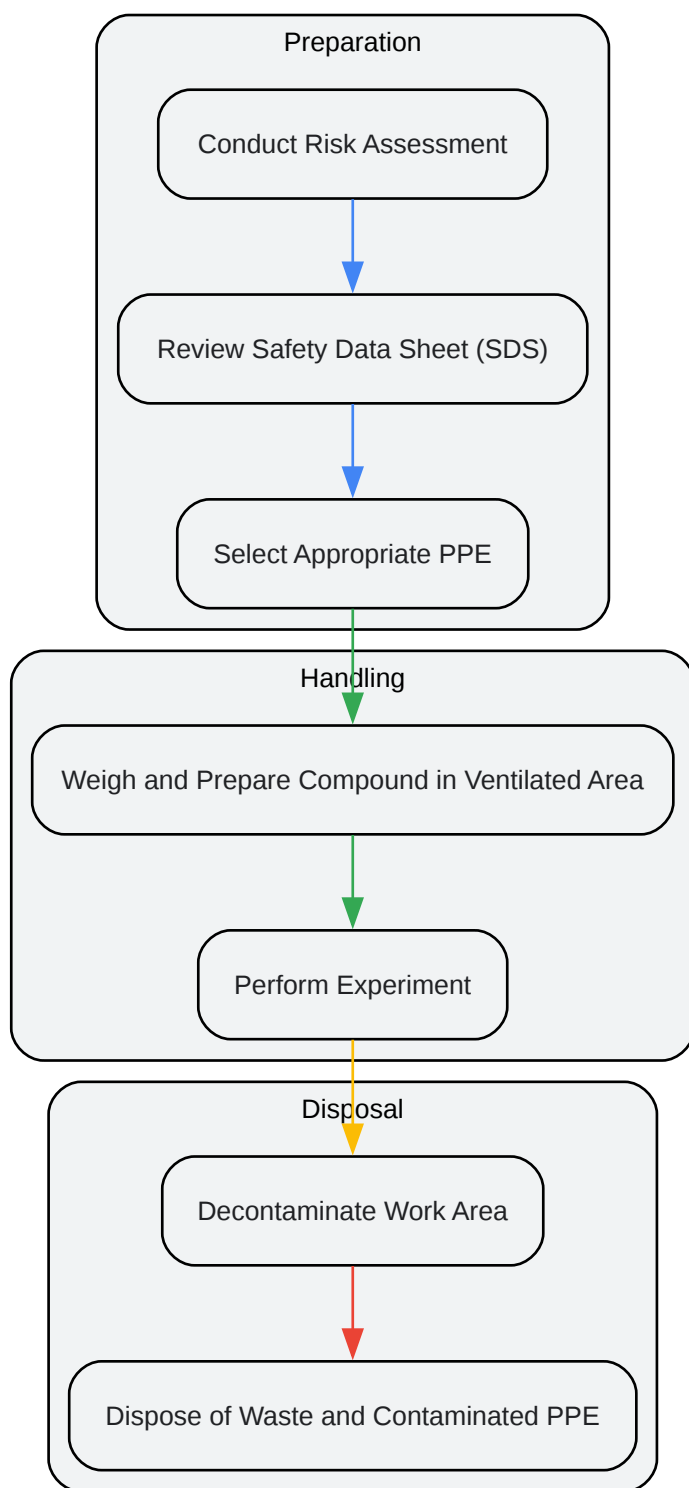 Preparation
Conduct Risk Assessment
Review Safety Data Sheet (SDS)
Select Appropriate PPE
Handling
Weigh and Prepare Compound in Ventilated Area
Perform Experiment
Disposal
Decontaminate Work Area
Dispose of Waste and Contaminated PPE